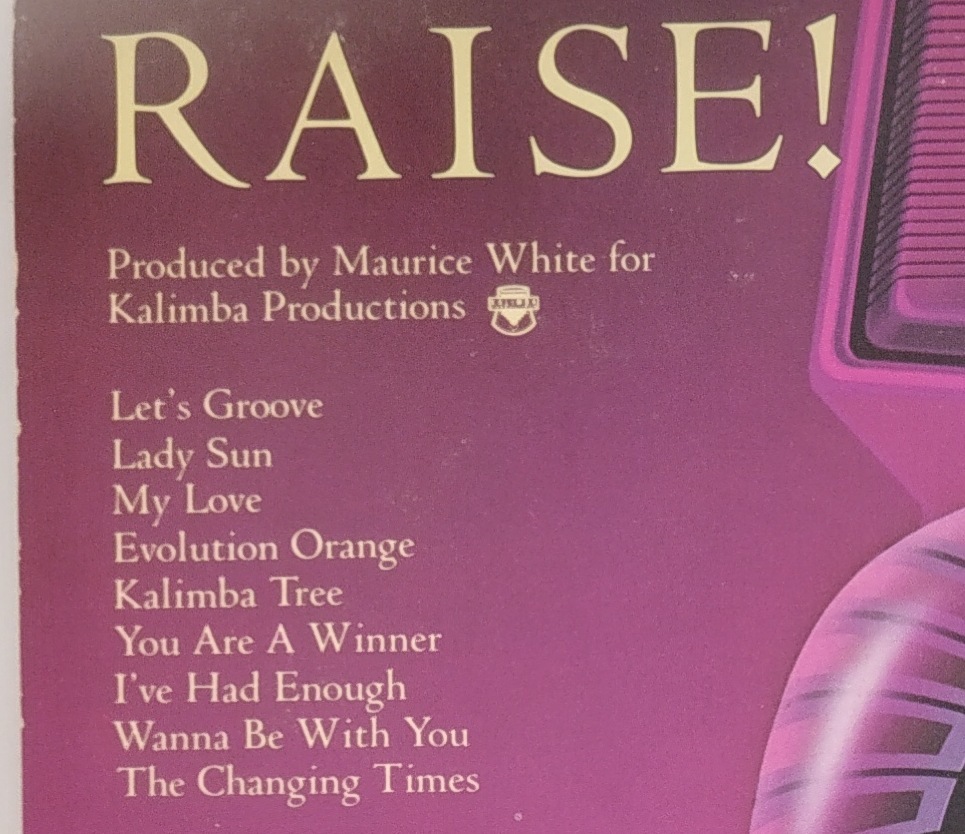 RAISE!
Produced by Maurice White for
Kalimba Productions
Let's Groove
Lady Sun
My Love
Evolution Orange
Kalimba Tree
You Are A Winner
I've Had Enough
Wanna Be With You
The Changing Times